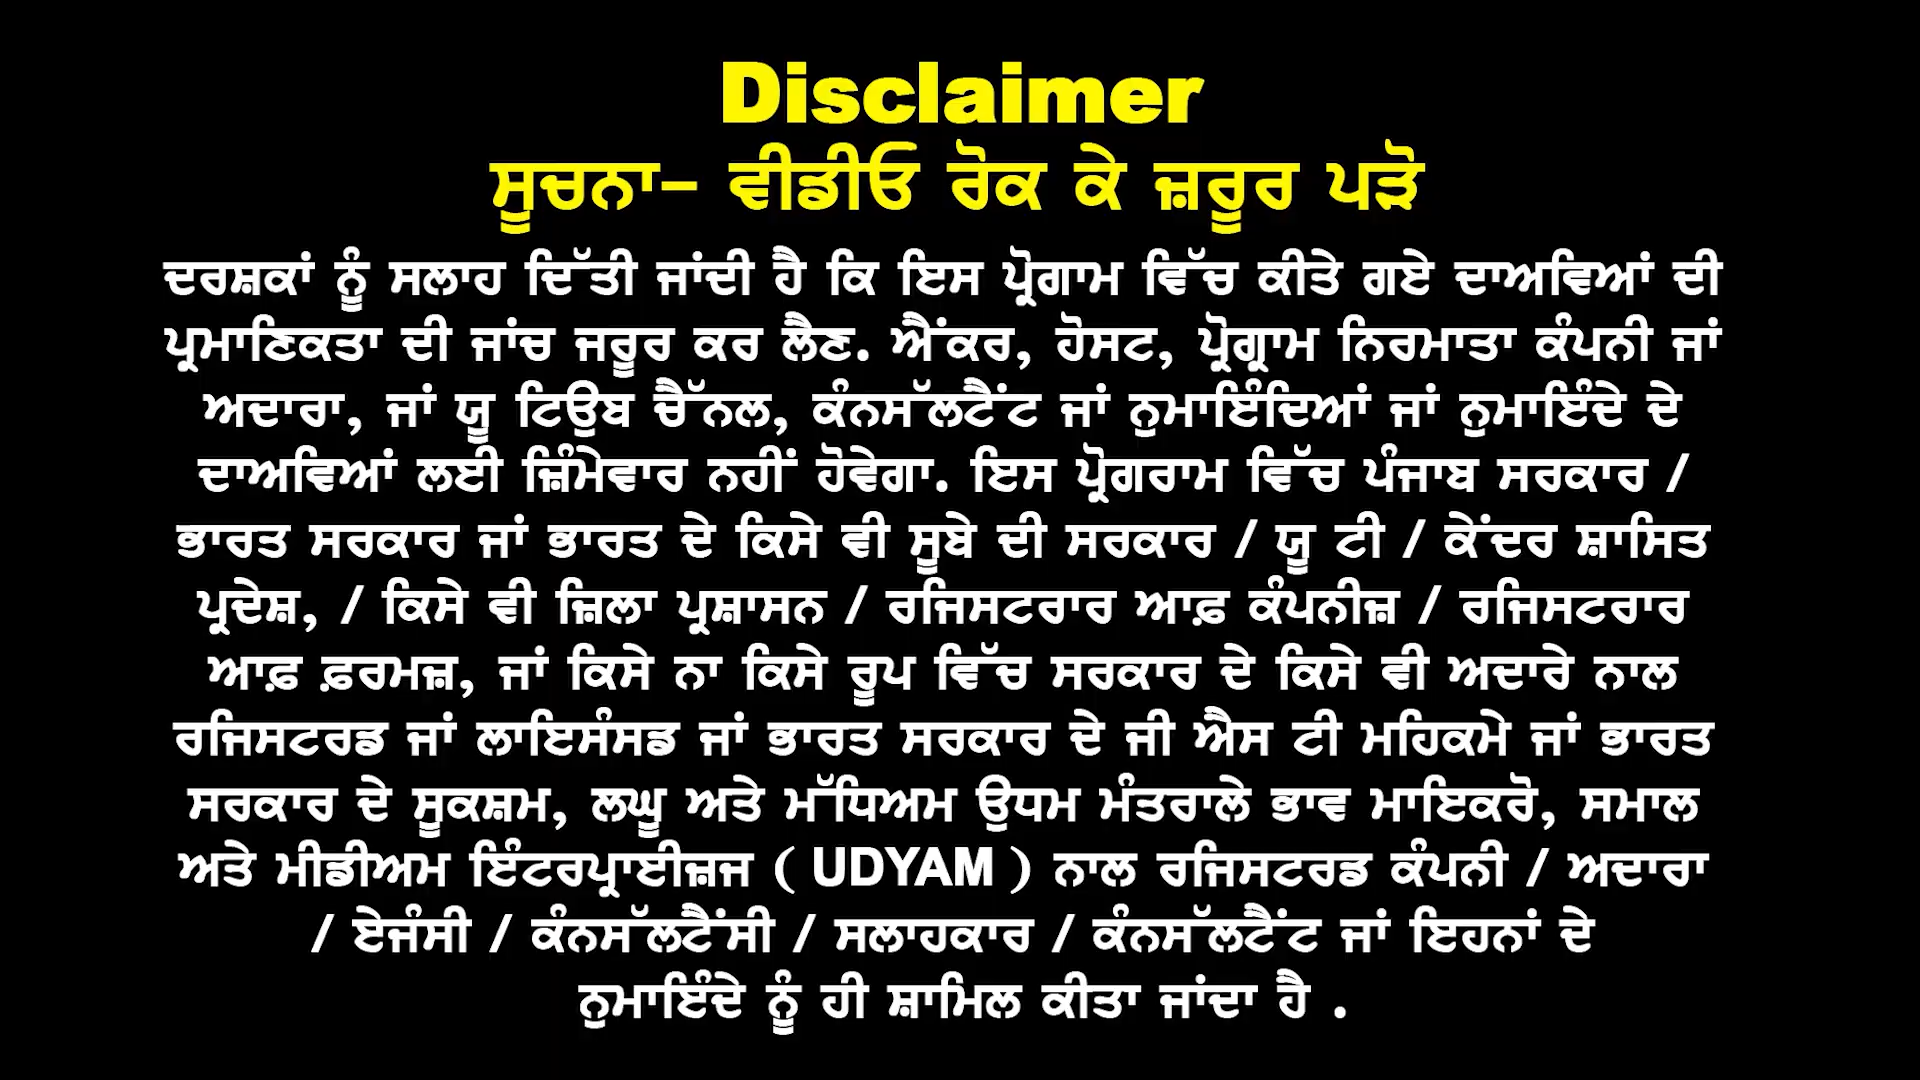 Disclaimer
ਸੂਚਨਾ- ਵੀਡੀਓ ਰੋਕ ਕੇ ਜ਼ਰੂਰ ਪੜੋ
ਦਰਸ਼ਕਾਂ ਨੂੰ ਸਲਾਹ ਦਿੱਤੀ ਜਾਂਦੀ ਹੈ ਕਿ ਇਸ ਪ੍ਰੋਗਾਮ ਵਿੱਚ ਕੀਤੇ ਗਏ ਦਾਅਵਿਆਂ ਦੀ
ਪ੍ਰਮਾਣਿਕਤਾ ਦੀ ਜਾਂਚ ਜਰੂਰ ਕਰ ਲੈਣ. ਐਂਕਰ, ਹੋਸਟ, ਪ੍ਰੋਗ੍ਰਾਮ ਨਿਰਮਾਤਾ ਕੰਪਨੀ ਜਾਂ
ਅਦਾਰਾ, ਜਾਂ ਯੂ ਟਿਊਬ ਚੈੱਨਲ, ਕੰਨਸੱਲਟੈਂਟ ਜਾਂ ਨੁਮਾਇੰਦਿਆਂ ਜਾਂ ਨੁਮਾਇੰਦੇ ਦੇ
ਦਾਅਵਿਆਂ ਲਈ ਜ਼ਿੰਮੇਵਾਰ ਨਹੀਂ ਹੋਵੇਗਾ. ਇਸ ਪ੍ਰੋਗਰਾਮ ਵਿੱਚ ਪੰਜਾਬ ਸਰਕਾਰ /
ਭਾਰਤ ਸਰਕਾਰ ਜਾਂ ਭਾਰਤ ਦੇ ਕਿਸੇ ਵੀ ਸੂਬੇ ਦੀ ਸਰਕਾਰ / ਯੂ ਟੀ / ਕੇਂਦਰ ਸ਼ਾਸਿਤ
ਪ੍ਰਦੇਸ਼, / ਕਿਸੇ ਵੀ ਜ਼ਿਲਾ ਪ੍ਰਸ਼ਾਸਨ / ਰਜਿਸਟਰਾਰ ਆਫ਼ ਕੰਪਨੀਜ਼ / ਰਜਿਸਟਰਾਰ
ਆਫ਼ ਫ਼ਰਮਜ਼, ਜਾਂ ਕਿਸੇ ਨਾ ਕਿਸੇ ਰੂਪ ਵਿੱਚ ਸਰਕਾਰ ਦੇ ਕਿਸੇ ਵੀ ਅਦਾਰੇ ਨਾਲ
ਰਜਿਸਟਰਡ ਜਾਂ ਲਾਇਸੰਸਡ ਜਾਂ ਭਾਰਤ ਸਰਕਾਰ ਦੇ ਜੀ ਐਸ ਟੀ ਮਹਿਕਮੇ ਜਾਂ ਭਾਰਤ
ਸਰਕਾਰ ਦੇ ਸੂਕਸ਼ਮ, ਲਘੂ ਅਤੇ ਮੱਧਿਅਮ ਉਧਮ ਮੰਤਰਾਲੇ ਭਾਵ ਮਾਇਕਰੋ, ਸਮਾਲ
ਅਤੇ ਮੀਡੀਅਮ ਇੰਟਰਪ੍ਰਾਈਜ਼ਜ ( UDYAM ) ਨਾਲ ਰਜਿਸਟਰਡ ਕੰਪਨੀ / ਅਦਾਰਾ
/ ਏਜੰਸੀ / ਕੰਨਸੱਲਟੈਂਸੀ / ਸਲਾਹਕਾਰ / ਕੰਨਸੱਲਟੈਂਟ ਜਾਂ ਇਹਨਾਂ ਦੇ
ਨੁਮਾਇੰਦੇ ਨੂੰ ਹੀ ਸ਼ਾਮਿਲ ਕੀਤਾ ਜਾਂਦਾ ਹੈ .